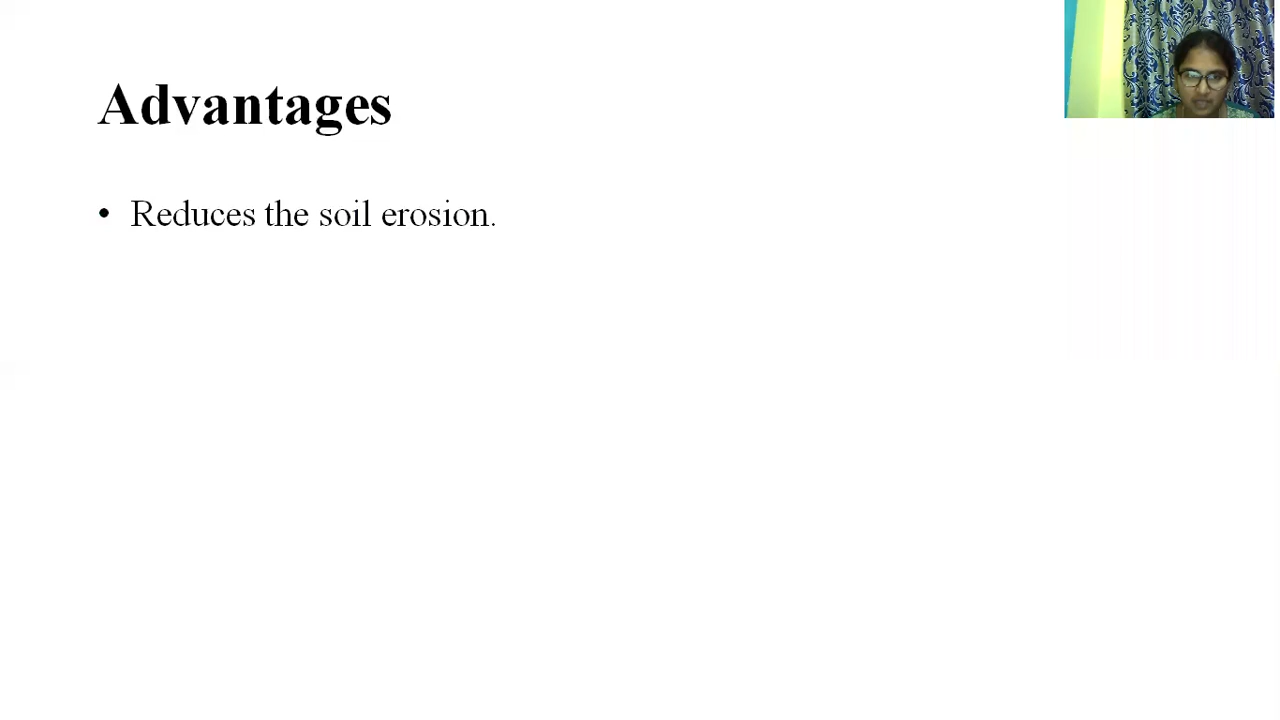 Advantages
• Reduces the soil erosion.